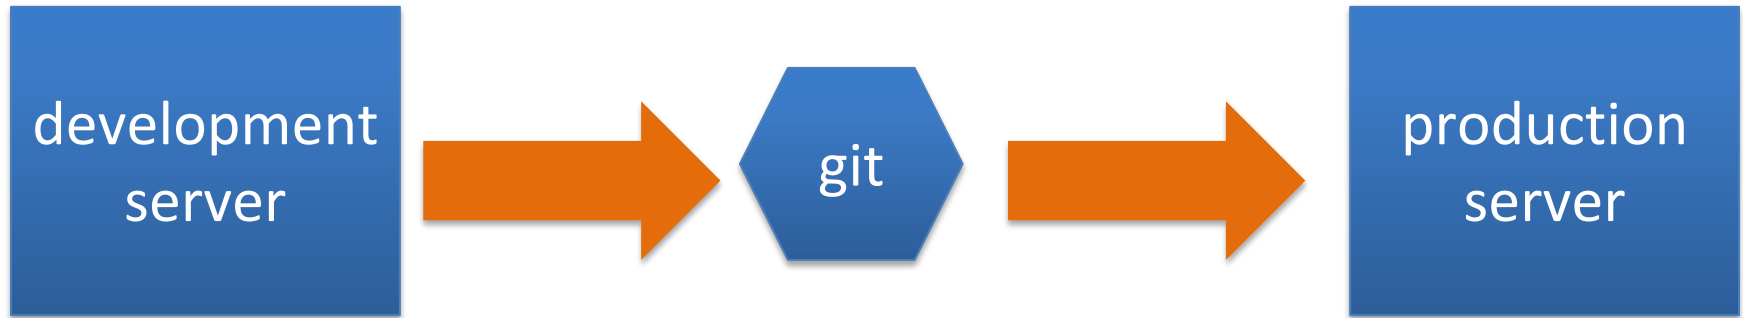 development
server
git
production
server